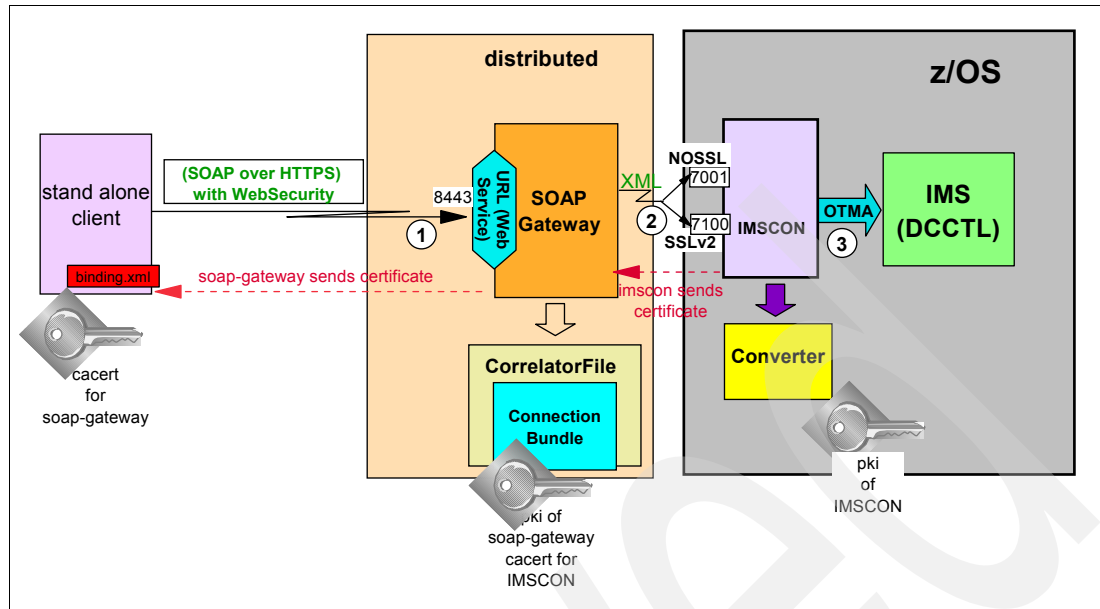 distributed
z/OS
stand alone
client
(SOAP over HTTPS)
with WebSecurity
8443
1
URL (Web
Service)
SOAP
Gateway
XML
2
NOSSL
7001
7100
SSLv2
IMSCON
OTMA
3
IMS
(DCCTL)
binding.xml
soap-gateway sends certificate
imscon sends
certificate
cacert
for
soap-gateway
CorrelatorFile
Connection
Bundle
Converter
pki of
soap-gateway
cacert for
IMSCON
pki
of
IMSCON